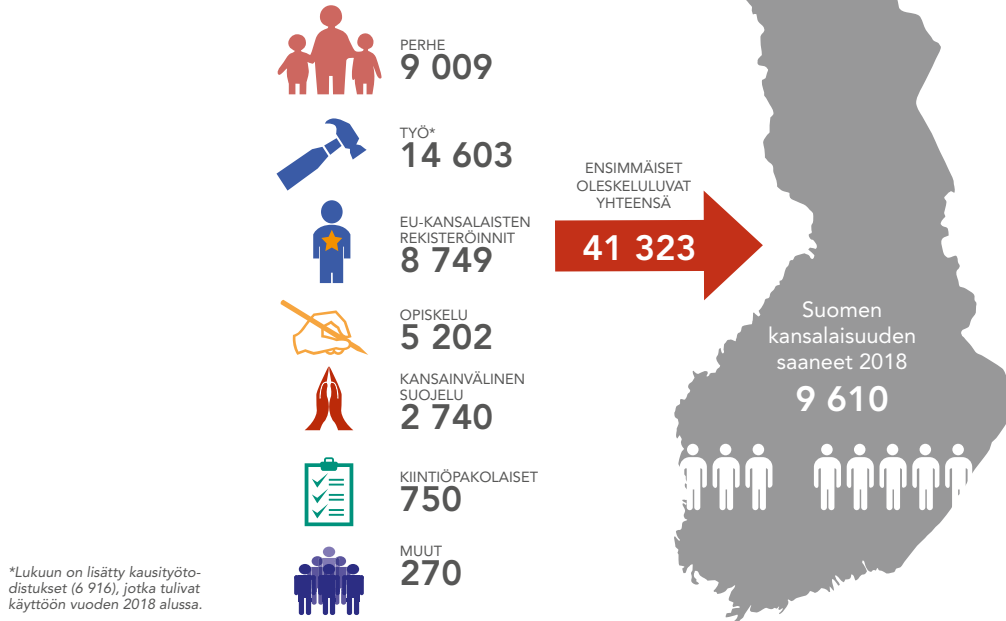 PERHE
9 009
TYÖ*
14 603
EU-KANSALAISTEN
REKISTERÖINNIT
8 749
OPISKELU
5 202
KANSAINVÄLINEN
SUOJELU
2 740
KIINTIÖPAKOLAISET
750
MUUT
270
*Lukuun on lisätty kausityöto-
distukset (6 916), jotka tulivat
käyttöön vuoden 2018 alussa.
ENSIMMÄISET
OLESKELULUVAT
YHTEENSÄ
41 323
Suomen
kansalaisuuden
saaneet 2018
9 610